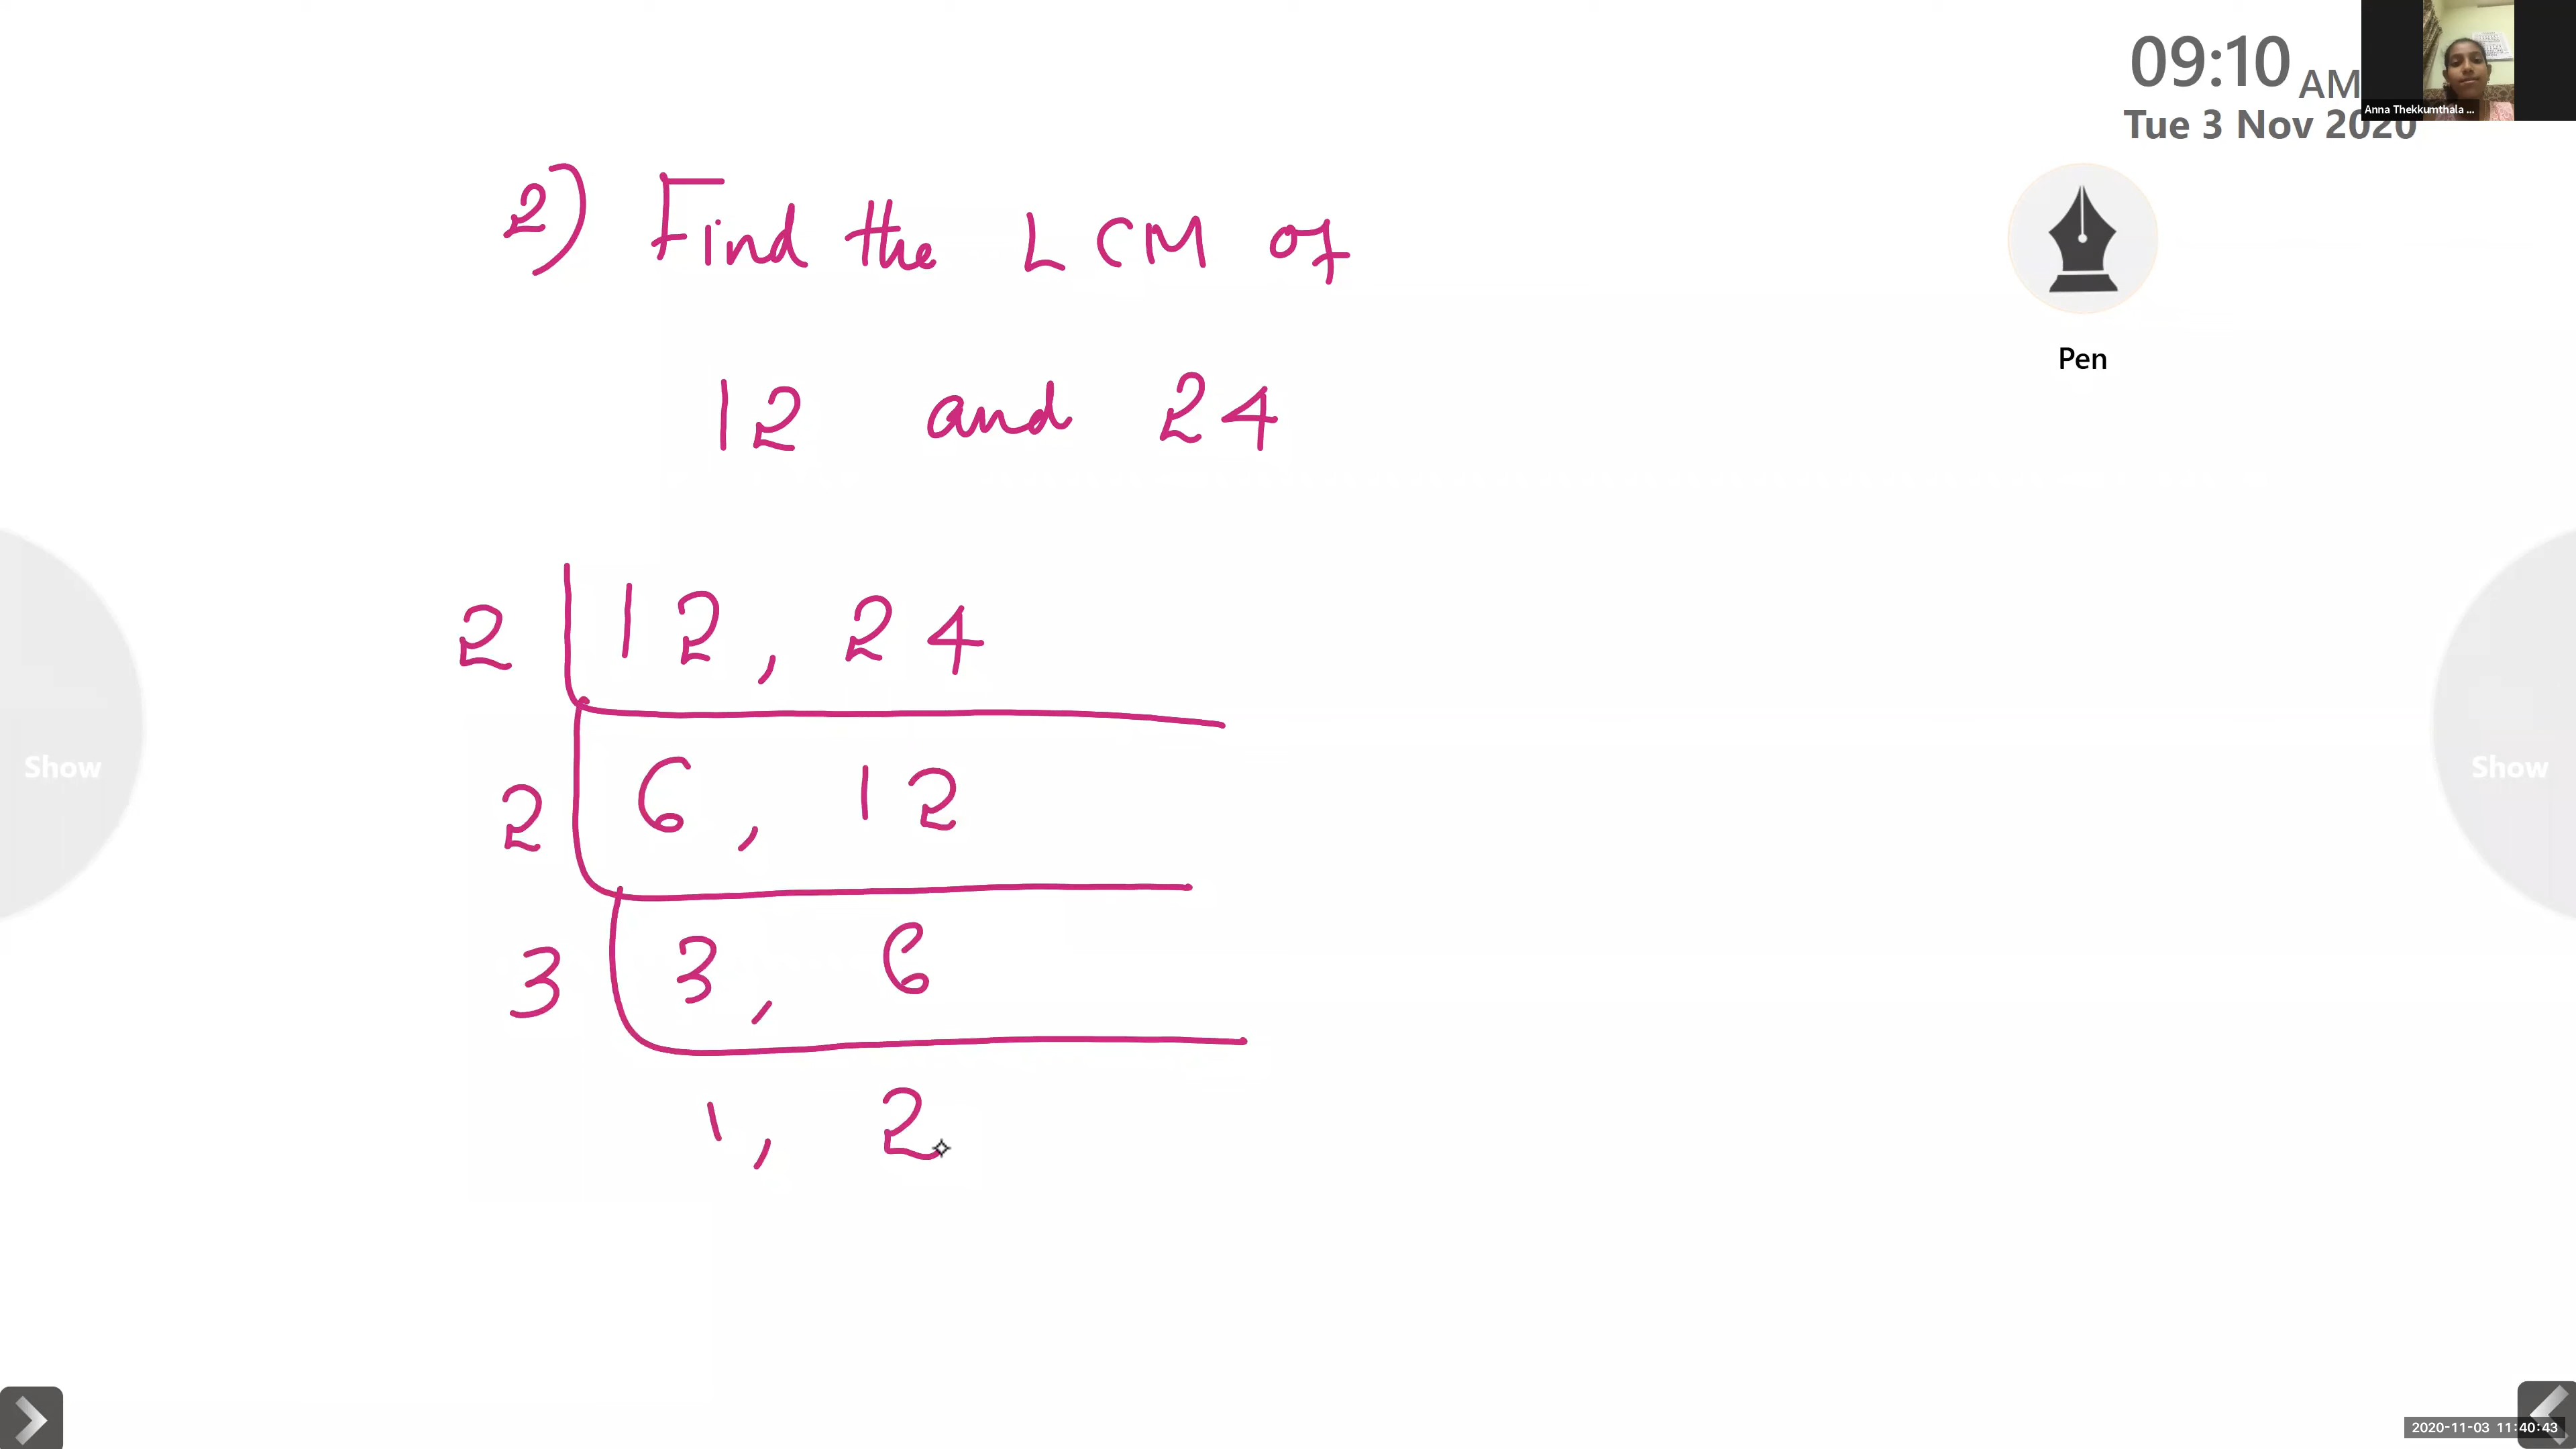 09:10 AM
Tue 3 Nov 2020
Anna Thekkumthala ...
2) Find the LCM of
12 and 24
Pen
2 12, 24
2 6, 12
3 3, 6
1, 2
Show
Show
2020-11-03 11:40:43